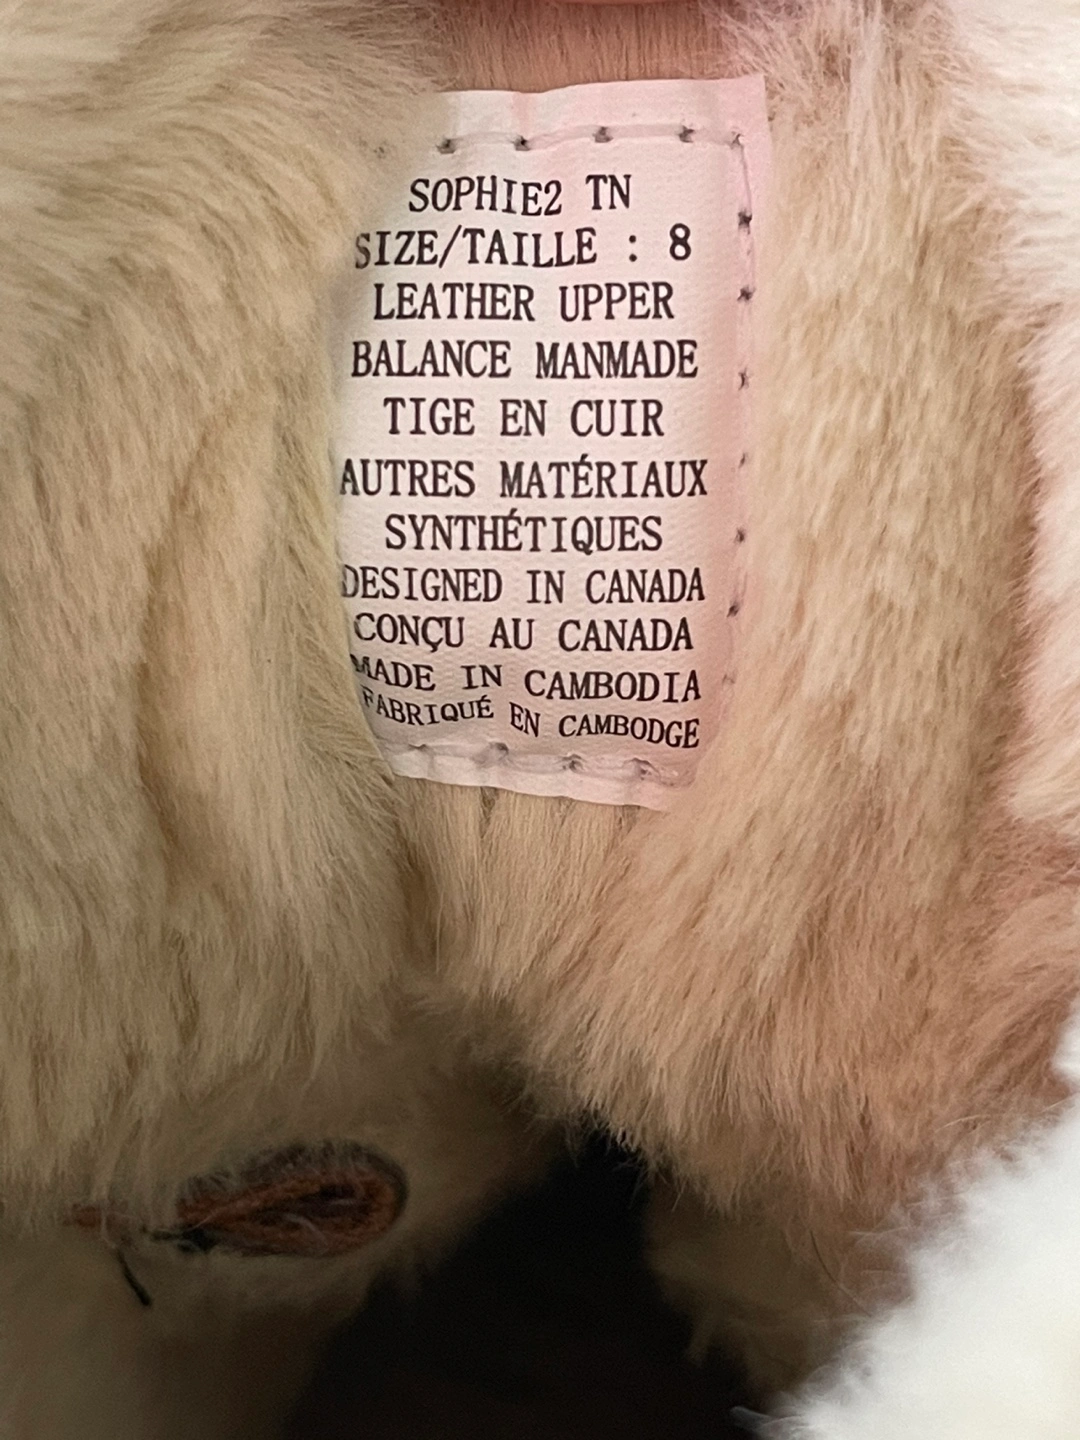 SOPHIE2 TN
SIZE/TAILLE : 8
LEATHER UPPER
BALANCE MANMADE
TIGE EN CUIR
AUTRES MATÉRIAUX
SYNTHÉTIQUES
DESIGNED IN CANADA
CONÇU AU CANADA
MADE IN CAMBODIA
FABRIQUÉ EN CAMBODGE